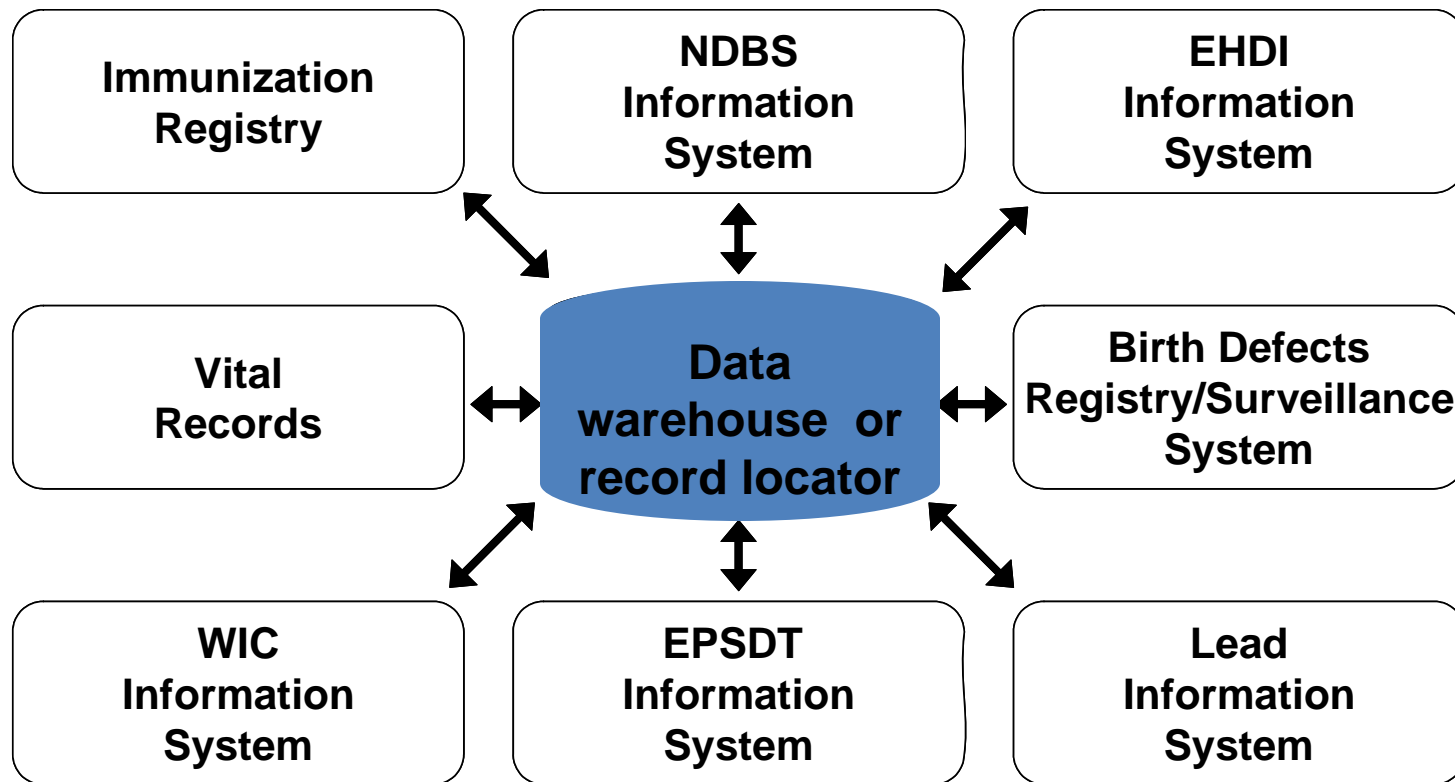 Immunization
Registry
NDBS
Information
System
EHDI
Information
System
Vital
Records
Data
warehouse or
record locator
Birth Defects
Registry/Surveillance
System
WIC
Information
System
EPSDT
Information
System
Lead
Information
System